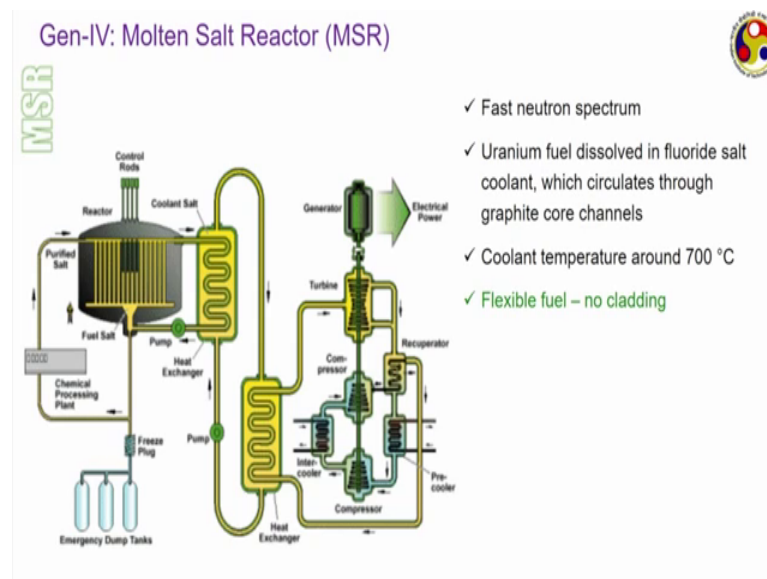 Gen-IV: Molten Salt Reactor (MSR)
MSR
Control
Rods
Reactor
Coolant Salt
Purified
Salt
Fuel Salt
Pump
Heat
Exchanger
Chemical
Processing
Plant
Freeze
Plug
Emergency Dump Tanks
Pump
Heat
Exchanger
Generator
Electrical
Power
Turbine
Recuperator
Com-
pressor
Inter-
cooler
Pre-
cooler
Compressor
✓ Fast neutron spectrum
✓ Uranium fuel dissolved in fluoride salt
coolant, which circulates through
graphite core channels
✓ Coolant temperature around 700 °C
✓ Flexible fuel – no cladding